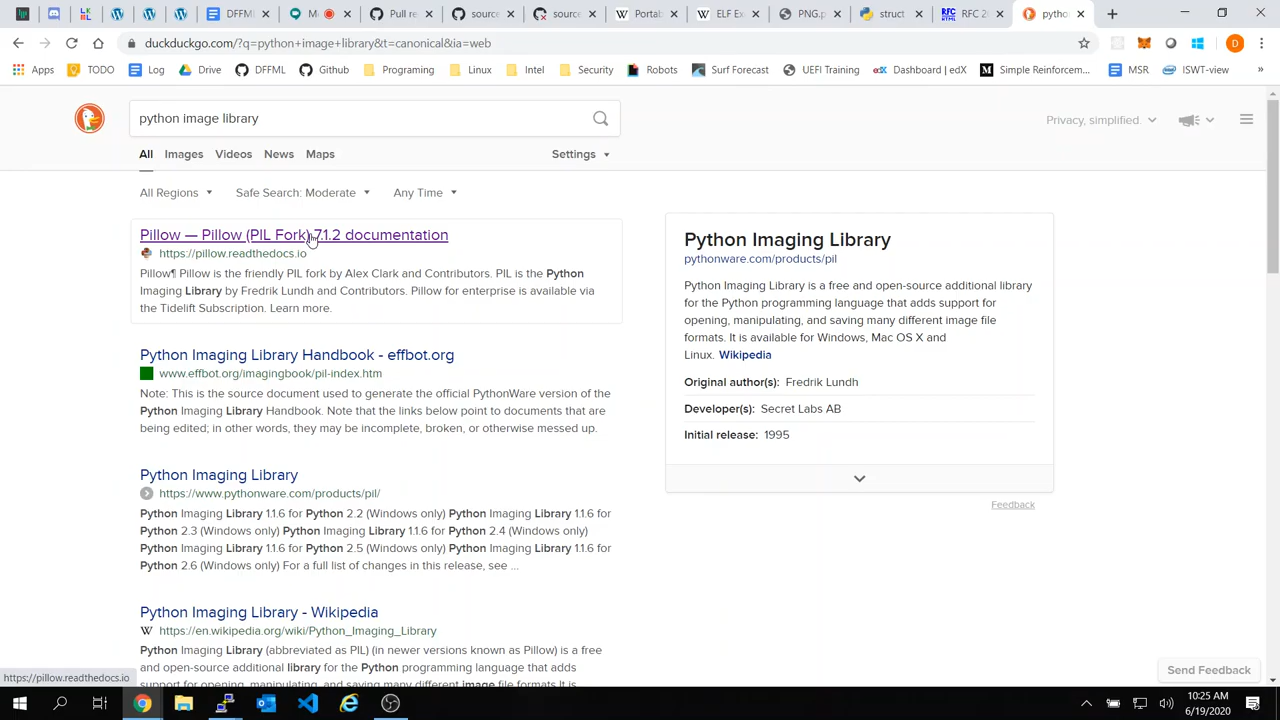 DFFML
Me
Pull re
source
source
Portab
ELF Ex
PNG.p
struct
RFC 2
pytho
duckduckgo.com/?q=python+image+library&t=canonical&ia=web
D
Apps
TODO
Log
Drive
DFFML
Github
Programming
Linux
Intel
Security
Robots
Surf Forecast
UEFI Training
Dashboard | edX
Simple Reinforcem...
MSR
ISWT-view
»
python image library
Privacy, simplified.
All
Images
Videos
News
Maps
Settings
All Regions
Safe Search: Moderate
Any Time
Pillow — Pillow (PIL Fork) 7.1.2 documentation
https://pillow.readthedocs.io
Pillow¶ Pillow is the friendly PIL fork by Alex Clark and Contributors. PIL is the Python
Imaging Library by Fredrik Lundh and Contributors. Pillow for enterprise is available via
the Tidelift Subscription. Learn more.
Python Imaging Library Handbook - effbot.org
www.effbot.org/imagingbook/pil-index.htm
Note: This is the source document used to generate the official PythonWare version of the
Python Imaging Library Handbook. Note that the links below point to documents that are
being edited; in other words, they may be incomplete, broken, or otherwise messed up.
Python Imaging Library
https://www.pythonware.com/products/pil/
Python Imaging Library 1.1.6 for Python 2.2 (Windows only) Python Imaging Library 1.1.6 for
Python 2.3 (Windows only) Python Imaging Library 1.1.6 for Python 2.4 (Windows only)
Python Imaging Library 1.1.6 for Python 2.5 (Windows only) Python Imaging Library 1.1.6 for
Python 2.6 (Windows only) For a full list of changes in this release, see ...
Python Imaging Library - Wikipedia
W https://en.wikipedia.org/wiki/Python_Imaging_Library
Python Imaging Library (abbreviated as PIL) (in newer versions known as Pillow) is a free
and open-source additional library for the Python programming language that adds
support for opening, manipulating, and saving many different image file formats It is
Python Imaging Library
pythonware.com/products/pil
Python Imaging Library is a free and open-source additional library
for the Python programming language that adds support for
opening, manipulating, and saving many different image file
formats. It is available for Windows, Mac OS X and
Linux. Wikipedia
Original author(s): Fredrik Lundh
Developer(s): Secret Labs AB
Initial release: 1995
Feedback
Send Feedback
https://pillow.readthedocs.io
10:25 AM
6/19/2020